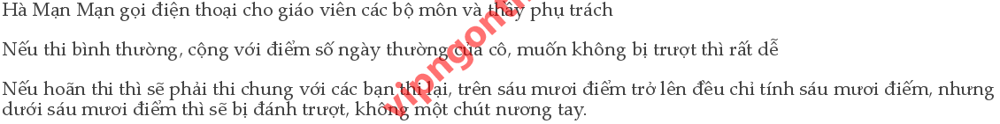 Hà Mạn Mạn gọi điện thoại cho giáo viên các bộ môn và thầy phụ trách
Nếu thi bình thường, cộng với điểm số ngày thường của cô, muốn không bị trượt thì rất dễ
Nếu hoãn thi thì sẽ phải thi chung với các bạn thi lại, trên sáu mươi điểm trở lên đều chỉ tính sáu mươi điếm, nhưng
dưới sáu mươi điểm thì sẽ bị đánh trượt, không một chút nương tay.